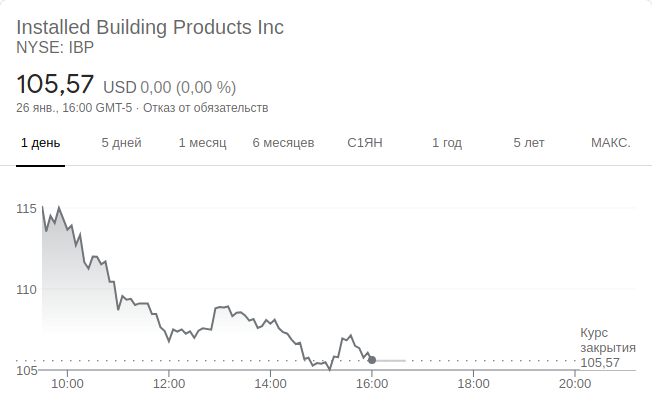 Installed Building Products Inc
NYSE: IBP
105,57 USD 0,00 (0,00 %)
26 янв., 16:00 GMT-5 · Отказ от обязательств
1 день 5 дней 1 месяц 6 месяцев С1ЯН 1 год 5 лет МАКС.
115
110
105
Курс
закрытия
105,57
10:00 12:00 14:00 16:00 18:00 20:00